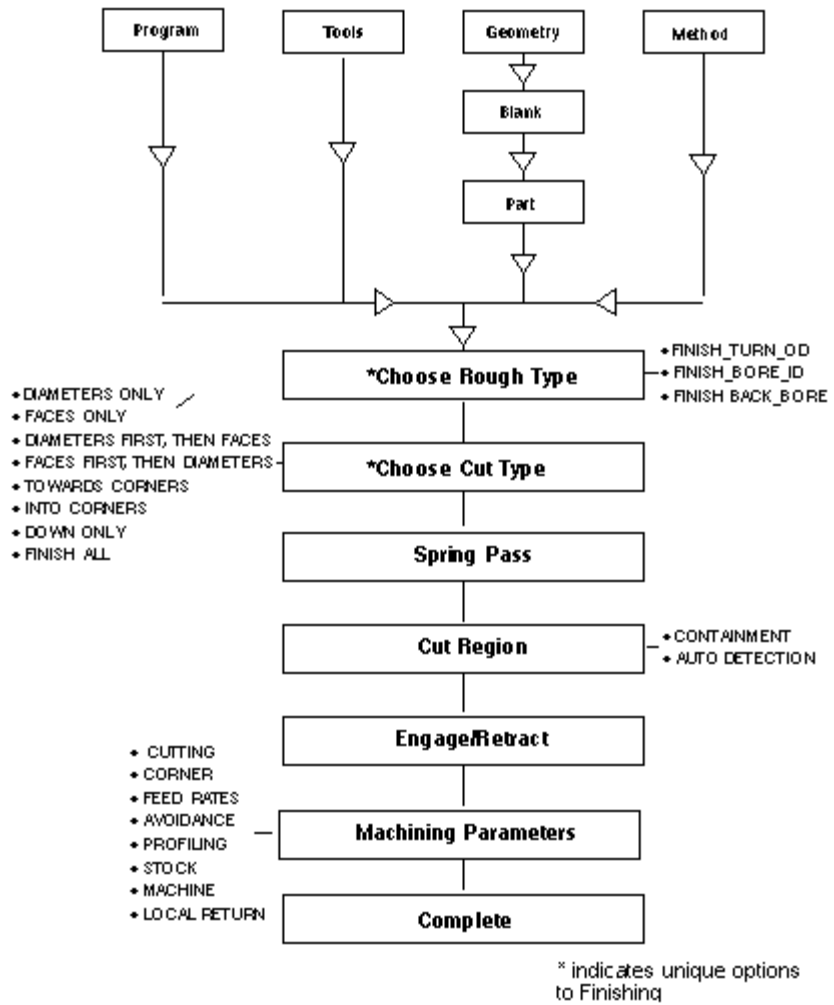 Program
Tools
Geometry
Method
Blank
Part
*Choose Rough Type
• FINISH_TURN_OD
• FINISH_BORE_ID
• FINISH BACK_BORE
• DIAMETERS ONLY
• FACES ONLY
• DIAMETERS FIRST, THEN FACES
• FACES FIRST, THEN DIAMETERS
• TOWARDS CORNERS
• INTO CORNERS
• DOWN ONLY
• FINISH ALL
*Choose Cut Type
Spring Pass
Cut Region
• CONTAINMENT
• AUTO DETECTION
Engage/Retract
• CUTTING
• CORNER
• FEED RATES
• AVOIDANCE
• PROFILING
• STOCK
• MACHINE
• LOCAL RETURN
Machining Parameters
Complete
* indicates unique options
to Finishing